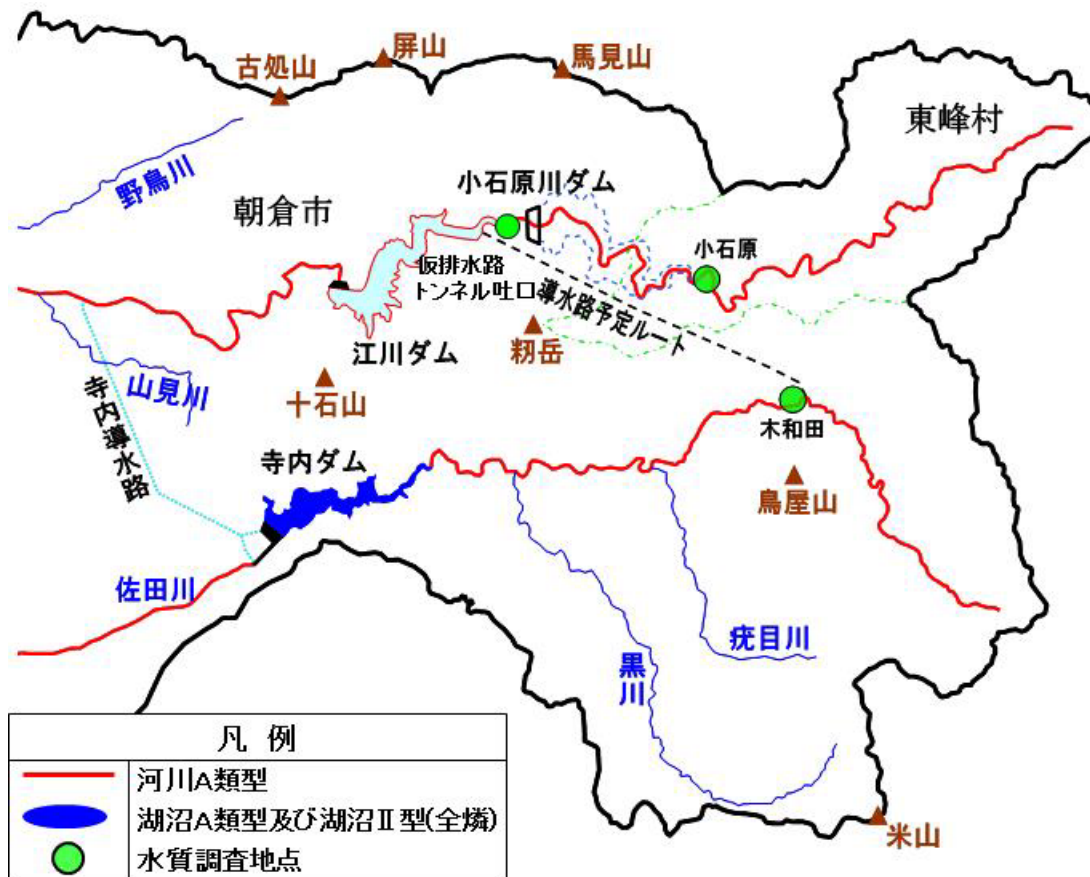 屏山
馬見山
古処山
東峰村
野鳥川
小石原川ダム
朝倉市
小石原
仮排水路
トンネル吐口
導水路予定ルート
江川ダム
籾岳
山見川
十石山
木和田
寺内導水路
寺内ダム
鳥屋山
佐田川
疣目川
黒川
凡 例
河川A類型
湖沼A類型及び湖沼Ⅱ型(全燐)
水質調査地点
米山